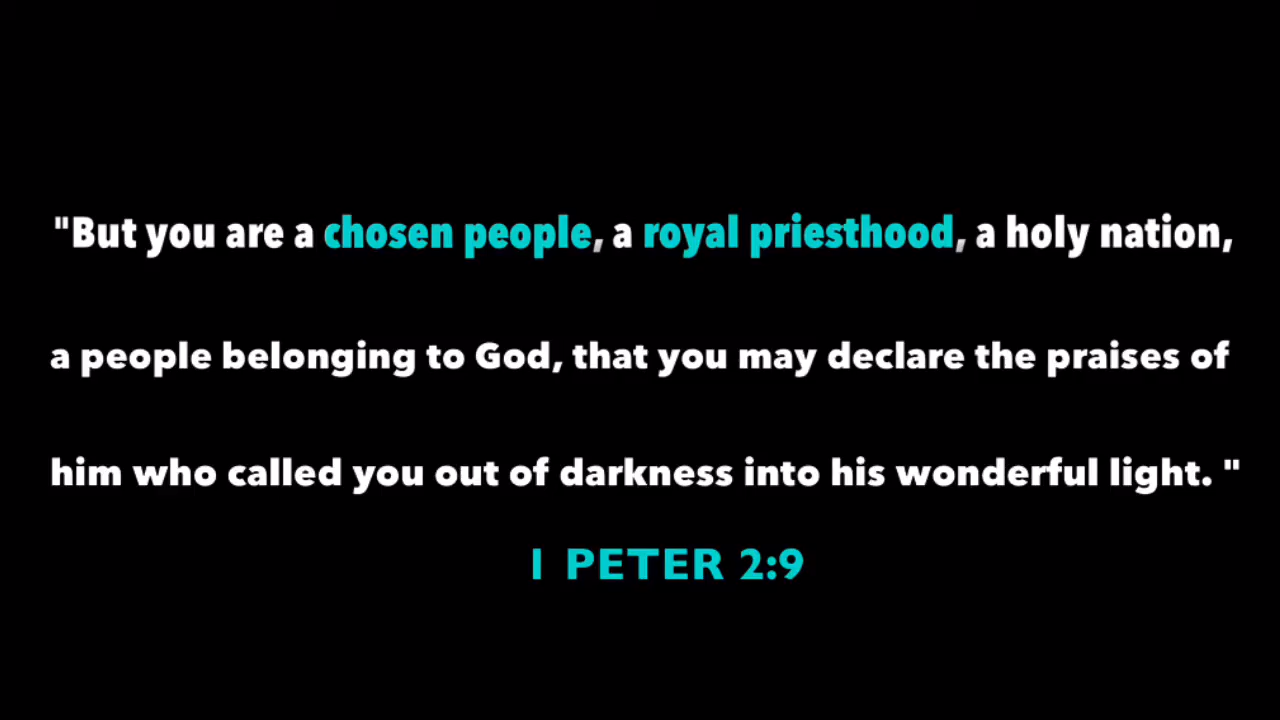 "But you are a chosen people, a royal priesthood, a holy nation,
a people belonging to God, that you may declare the praises of
him who called you out of darkness into his wonderful light. "
1 PETER 2:9